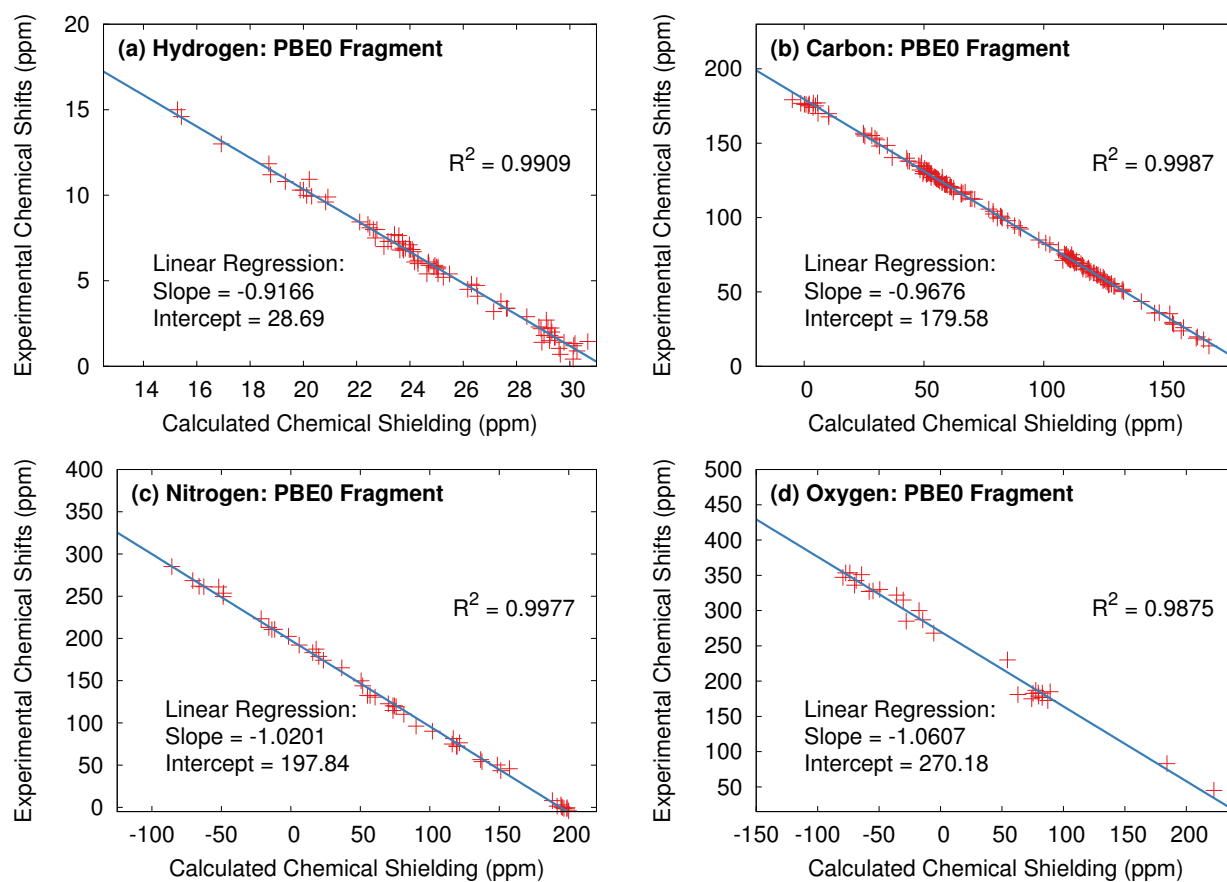 (a) Hydrogen: PBE0 Fragment
Experimental Chemical Shifts (ppm)
20
15
10
5
0
R2 = 0.9909
Linear Regression:
Slope = -0.9166
Intercept = 28.69
14 16 18 20 22 24 26 28 30
Calculated Chemical Shielding (ppm)
(b) Carbon: PBE0 Fragment
Experimental Chemical Shifts (ppm)
200
150
100
50
0
R2 = 0.9987
Linear Regression:
Slope = -0.9676
Intercept = 179.58
0 50 100 150
Calculated Chemical Shielding (ppm)
(c) Nitrogen: PBE0 Fragment
Experimental Chemical Shifts (ppm)
400
350
300
250
200
150
100
50
0
R2 = 0.9977
Linear Regression:
Slope = -1.0201
Intercept = 197.84
-100 -50 0 50 100 150 200
Calculated Chemical Shielding (ppm)
(d) Oxygen: PBE0 Fragment
Experimental Chemical Shifts (ppm)
500
450
400
350
300
250
200
150
100
50
R2 = 0.9875
Linear Regression:
Slope = -1.0607
Intercept = 270.18
-150 -100 -50 0 50 100 150 200
Calculated Chemical Shielding (ppm)